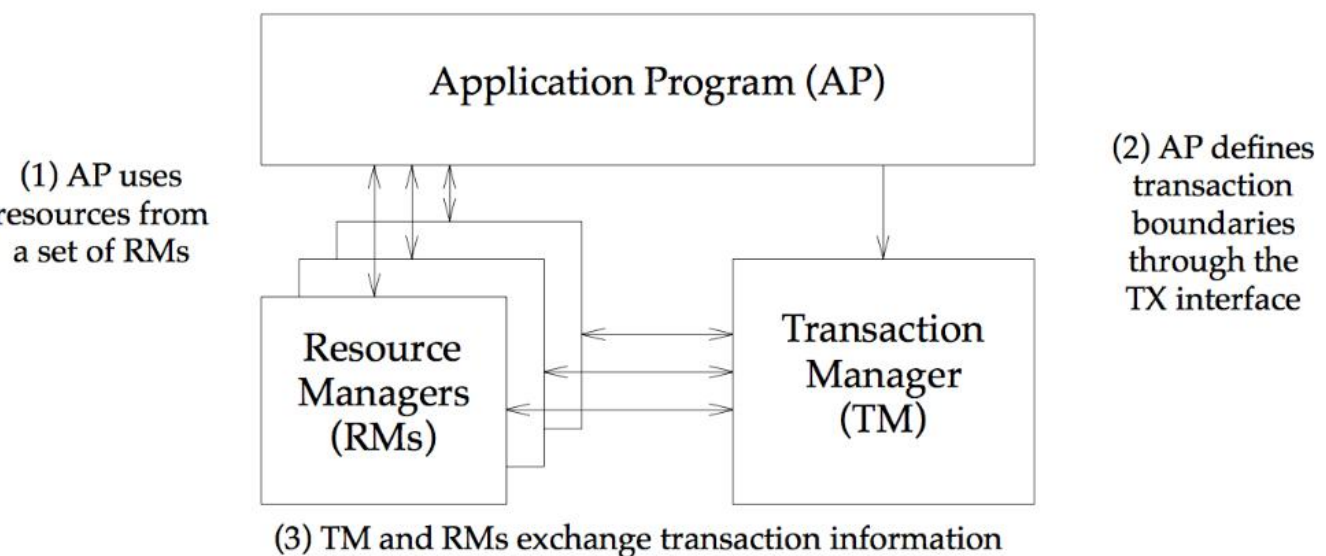 Application Program (AP)
(1) AP uses
resources from
a set of RMs
(2) AP defines
transaction
boundaries
through the
TX interface
Resource
Managers
(RMs)
Transaction
Manager
(TM)
(3) TM and RMs exchange transaction information